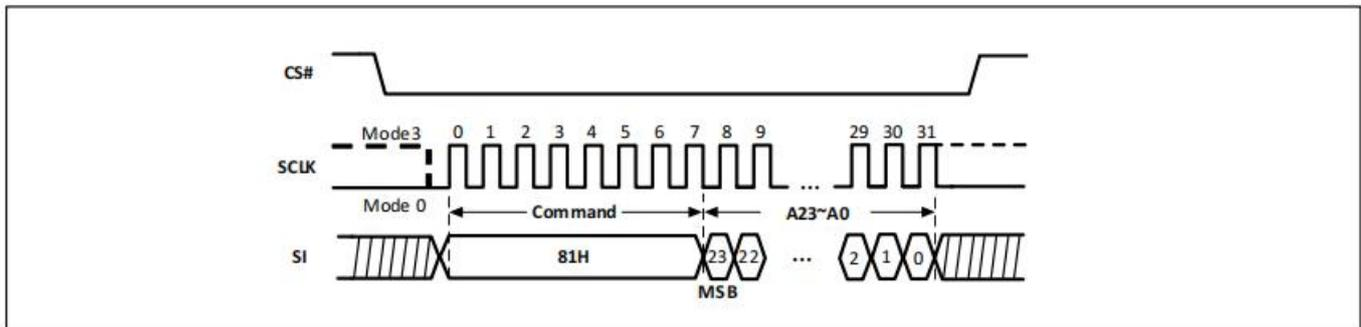 CS#
Mode3 0 1 2 3 4 5 6 7 8 9 29 30 31
SCLK
...
Mode 0 Command A23~A0
SI 81H 23 22 ... 2 1 0
MSB